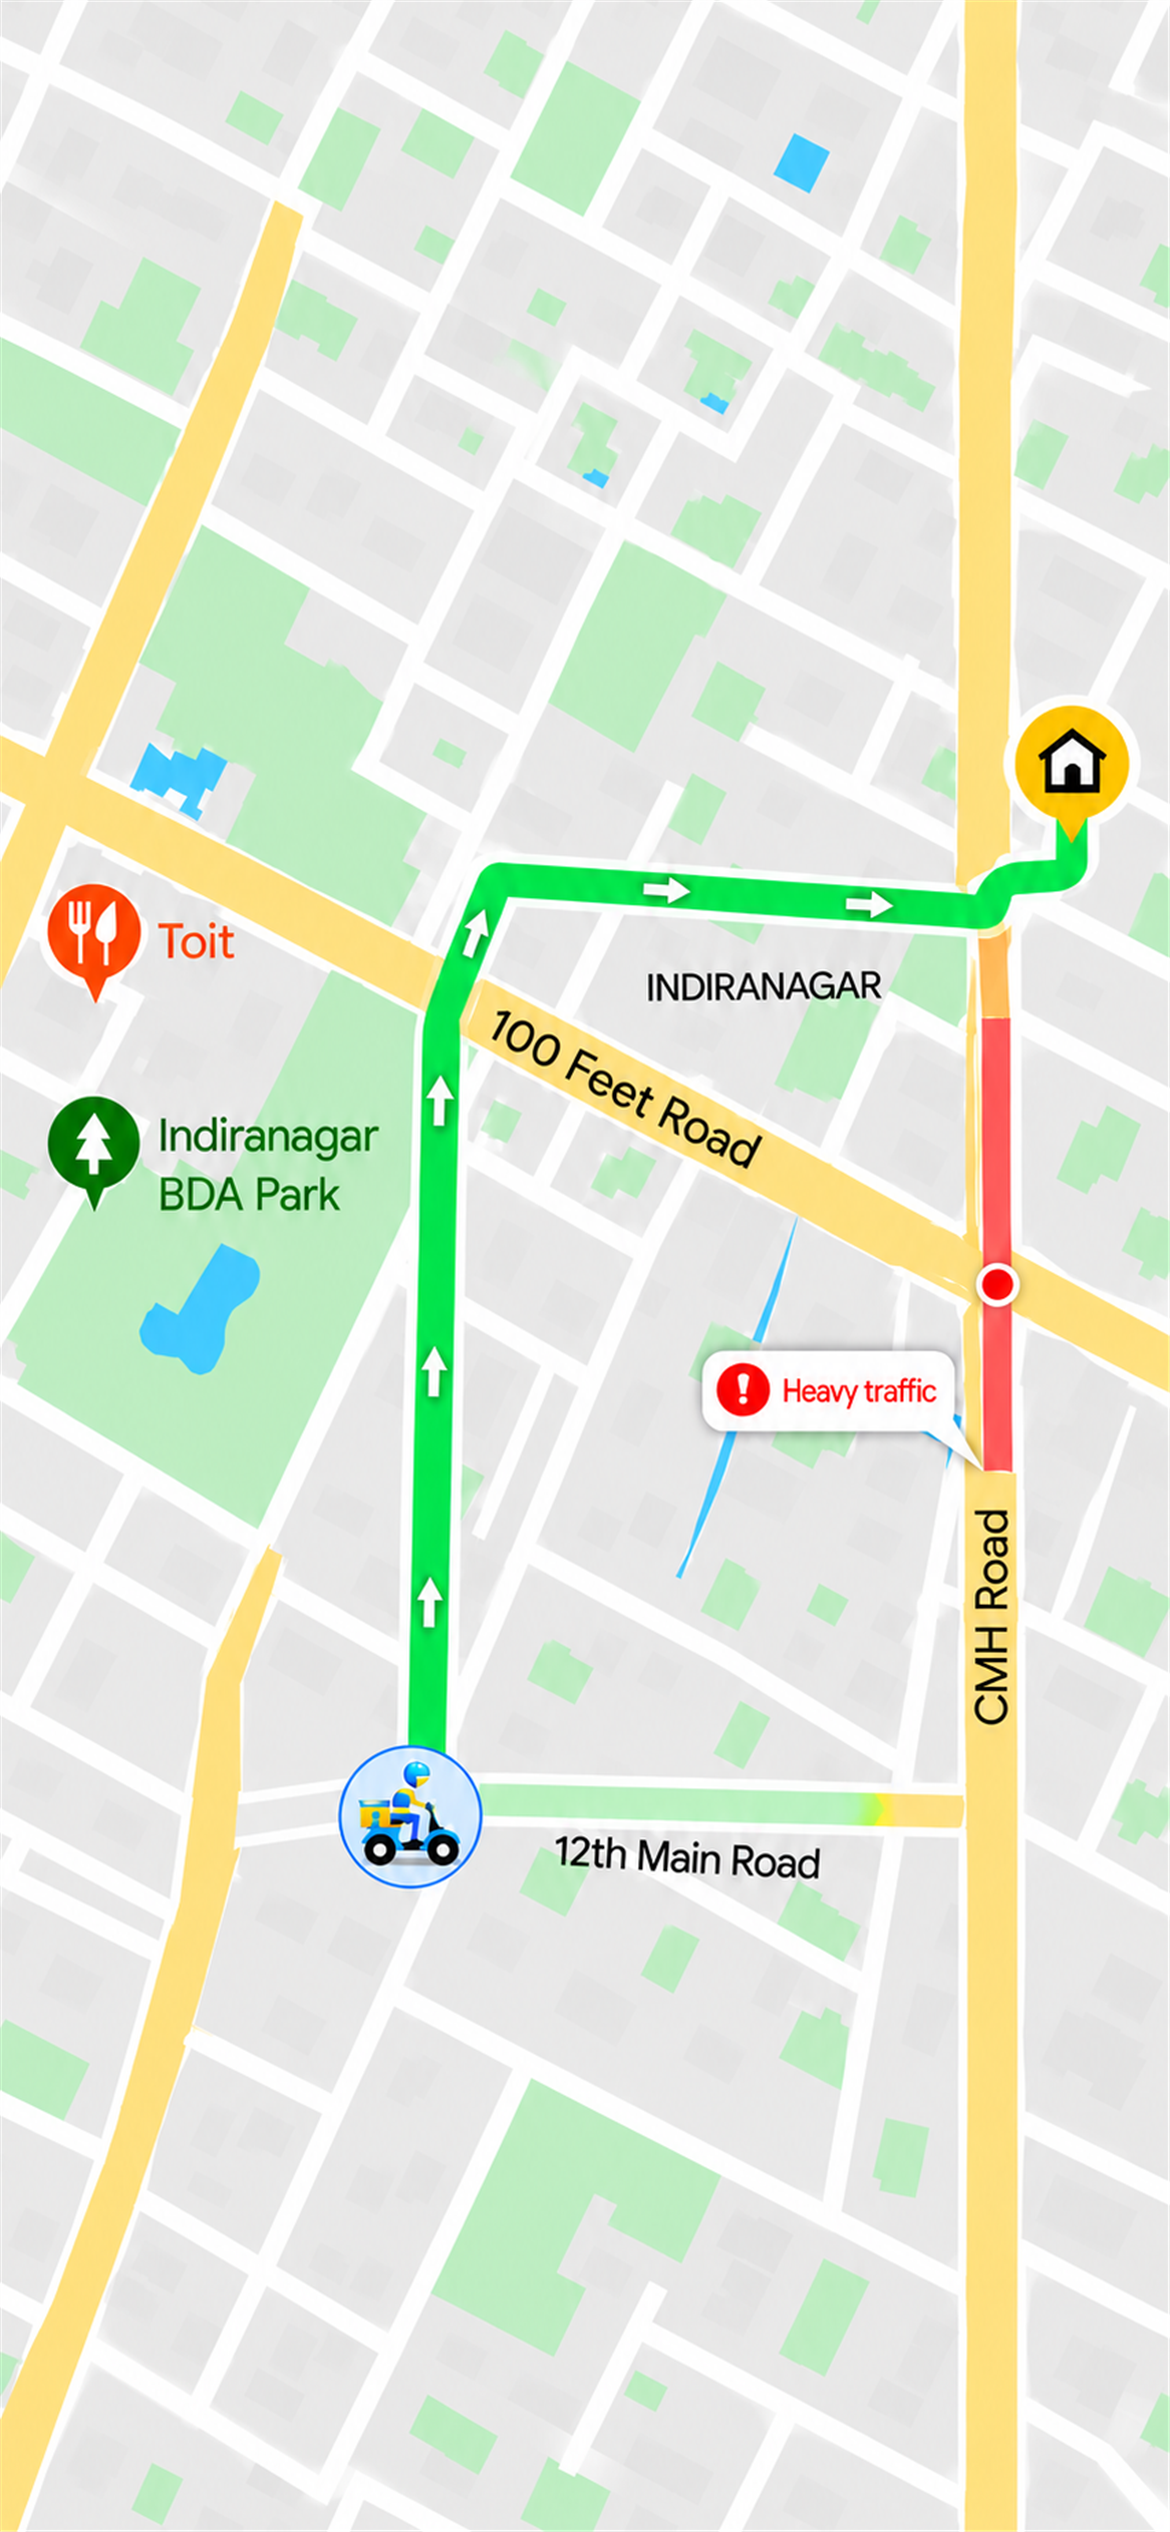 Toit
INDIRANAGAR
100 Feet Road
Indiranagar
BDA Park
Heavy traffic
CMH Road
12th Main Road